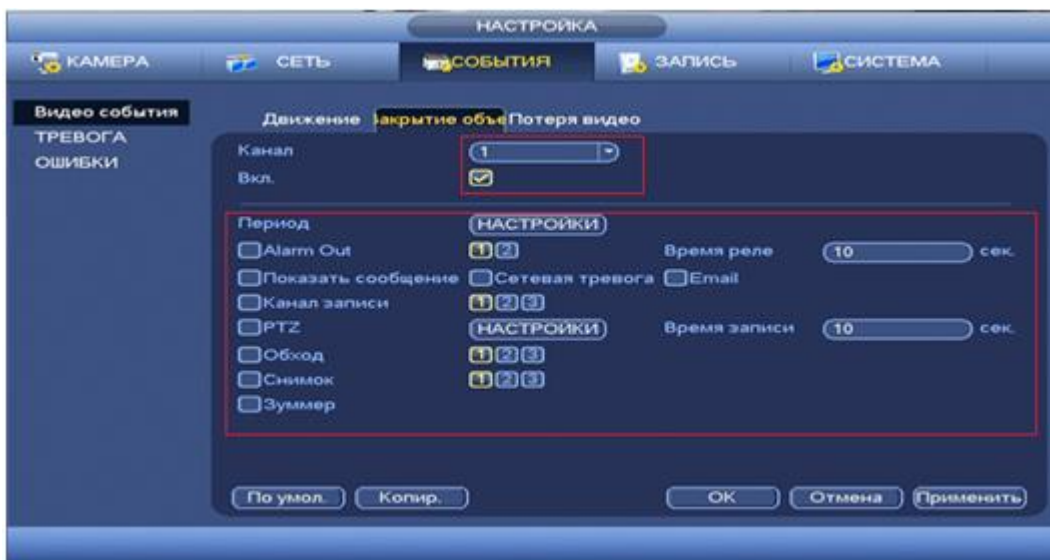 НАСТРОЙКА
КАМЕРА СЕТЬ СОБЫТИЯ ЗАПИСЬ СИСТЕМА
Видео события
ТРЕВОГА
ОШИБКИ
Движение Закрытие объе Потеря видео
Канал 1
Вкл.
Период НАСТРОЙКИ
Alarm Out 1 2 Время реле 10 сек.
Показать сообщение Сетевая тревога Email
Канал записи 1 2 3
PTZ НАСТРОЙКИ Время записи 10 сек.
Обход 1 2 3
Снимок 1 2 3
Зуммер
По умол. Копир. OK Отмена Применить